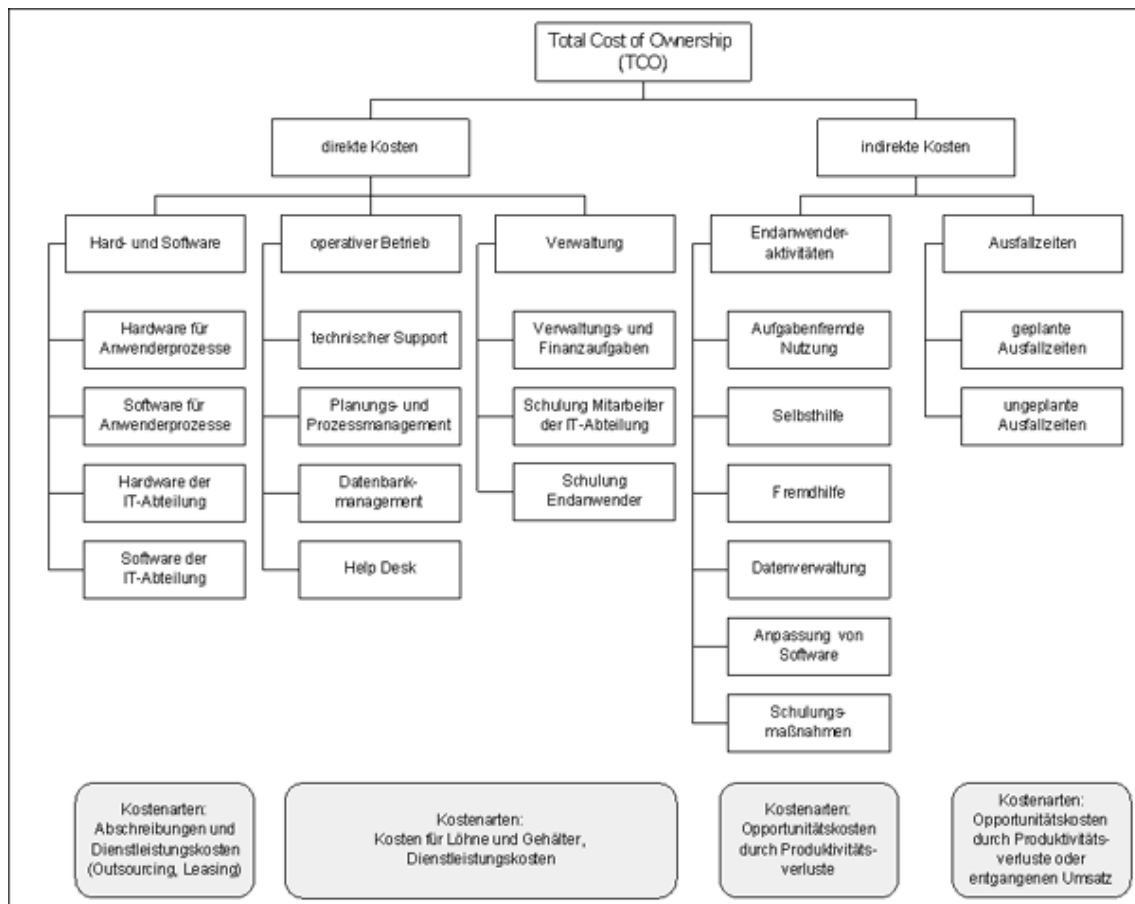 Total Cost of Ownership
(TCO)
direkte Kosten
indirekte Kosten
Hard- und Software
operativer Betrieb
Verwaltung
Endanwender-
aktivitäten
Ausfallzeiten
Hardware für
Anwenderprozesse
Software für
Anwenderprozesse
Hardware der
IT-Abteilung
Software der
IT-Abteilung
technischer Support
Planungs- und
Prozessmanagement
Datenbank-
management
Help Desk
Verwaltungs- und
Finanzaufgaben
Schulung Mitarbeiter
der IT-Abteilung
Schulung
Endanwender
Aufgabenfremde
Nutzung
Selbsthilfe
Fremdhilfe
Datenverwaltung
Anpassung von
Software
Schulungs-
maßnahmen
geplante
Ausfallzeiten
ungeplante
Ausfallzeiten
Kostenarten:
Abschreibungen und
Dienstleistungskosten
(Outsourcing, Leasing)
Kostenarten:
Kosten für Löhne und Gehälter,
Dienstleistungskosten
Kostenarten:
Opportunitätskosten
durch Produktivitäts-
verluste
Kostenarten:
Opportunitätskosten
durch Produktivitäts-
verluste oder
entgangenen Umsatz